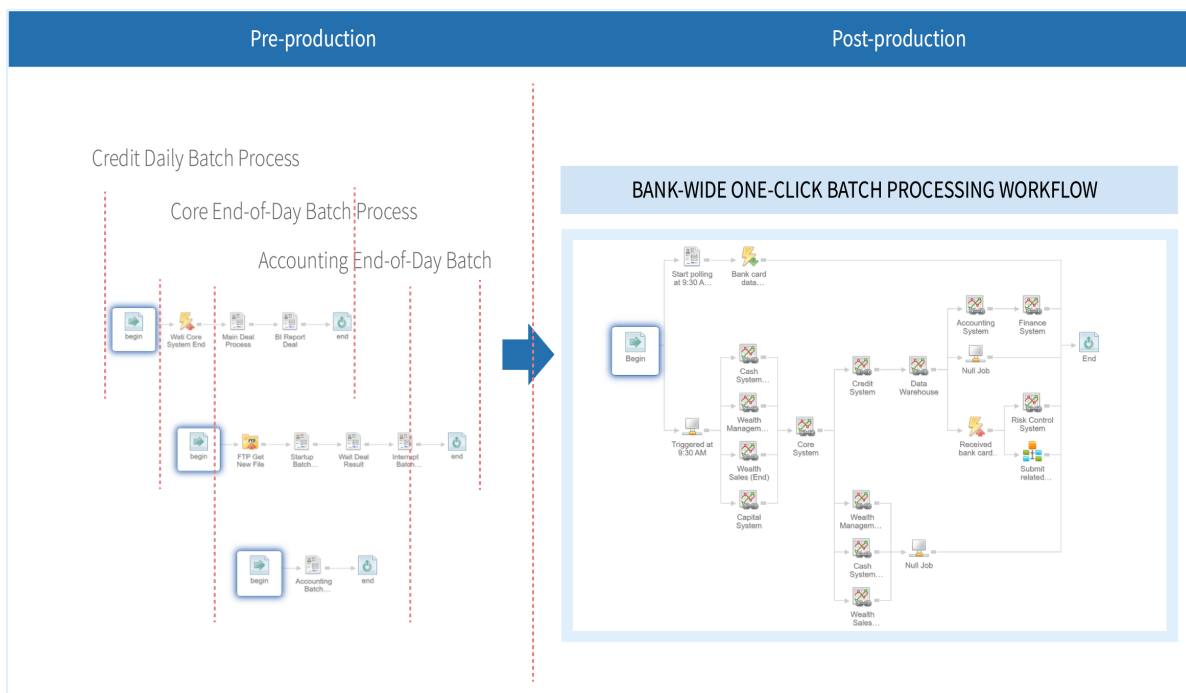 Pre-production
Post-production
Credit Daily Batch Process
Core End-of-Day Batch Process
Accounting End-of-Day Batch
begin
Wati Core
System End
Main Deal
Process
BI Report
Deal
end
begin
FTP Get
New File
Startup
Batch...
Wait Deal
Result
Interrupt
Batch...
end
begin
Accounting
Batch...
end
BANK-WIDE ONE-CLICK BATCH PROCESSING WORKFLOW
Start polling
at 9:30 A...
Bank card
data...
Begin
Triggered at
9:30 AM
Cash
System...
Wealth
Managem...
Wealth
Sales (End)
Capital
System
Core
System
Credit
System
Data
Warehouse
Accounting
System
Finance
System
Null Job
Received
bank card..
Risk Control
System
Submit
related...
End
Wealth
Managem...
Cash
System...
Wealth
Sales...
Null Job